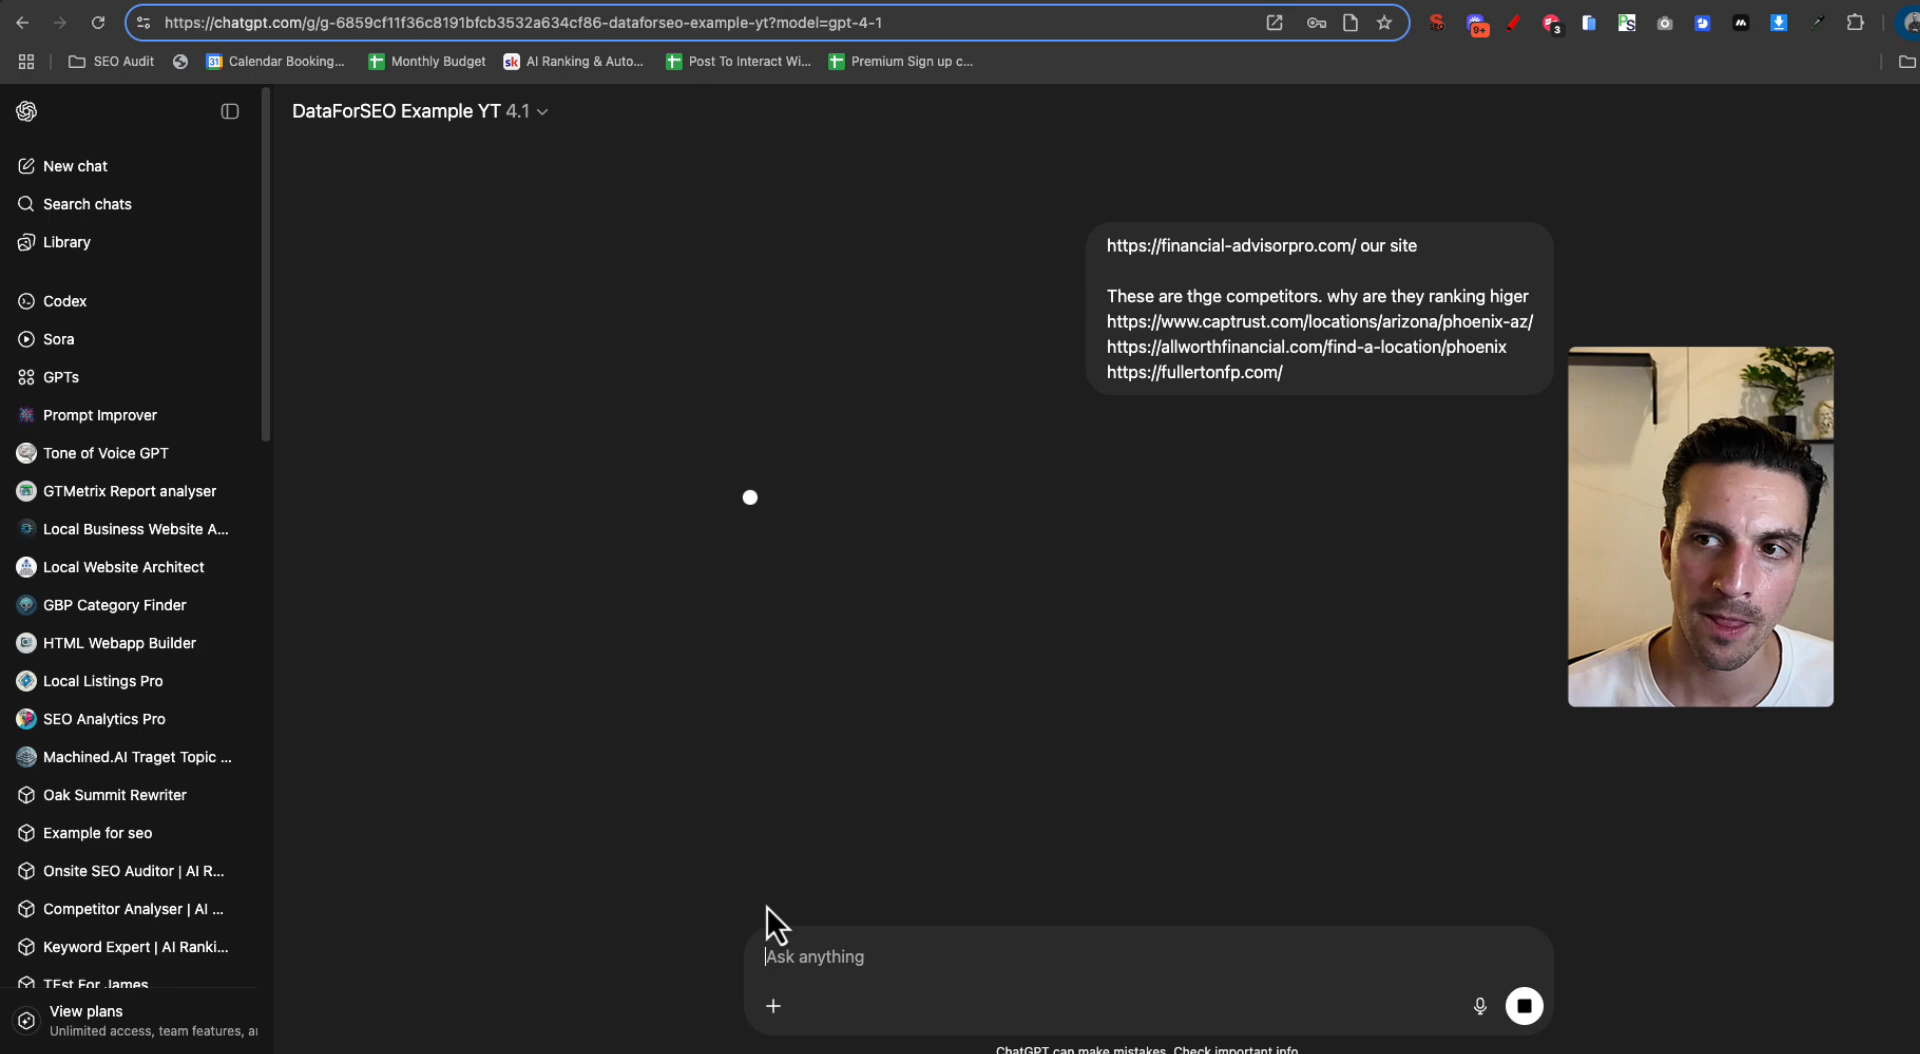 https://chatgpt.com/g/g-6859cf11f36c8191bfcb3532a634cf86-dataforseo-example-yt?model=gpt-4-1
9+
3
SEO Audit
31
Calendar Booking...
Monthly Budget
sk
AI Ranking & Auto...
Post To Interact Wi...
Premium Sign up c...
DataForSEO Example YT 4.1
New chat
Search chats
Library
Codex
Sora
GPTs
Prompt Improver
Tone of Voice GPT
GTMetrix Report analyser
Local Business Website A...
Local Website Architect
GBP Category Finder
HTML Webapp Builder
Local Listings Pro
SEO Analytics Pro
Machined.AI Traget Topic ...
Oak Summit Rewriter
Example for seo
Onsite SEO Auditor | AI R...
Competitor Analyser | AI ...
Keyword Expert | AI Ranki...
TEst For James
View plans
Unlimited access, team features,
https://financial-advisorpro.com/ our site
These are thge competitors. why are they ranking higer
https://www.captrust.com/locations/arizona/phoenix-az/
https://allworthfinancial.com/find-a-location/phoenix
https://fullertonfp.com/
Ask anything
ChatGPT can make mistakes. Check important info.